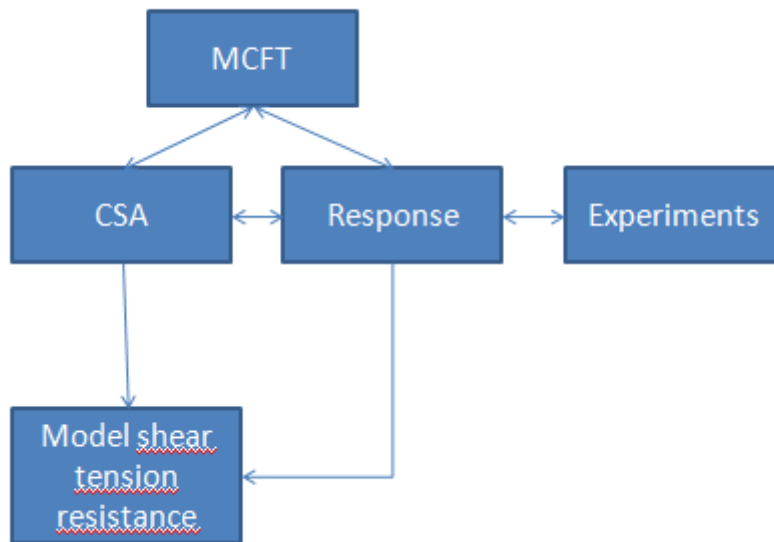 MCFT
CSA
Response
Experiments
Model shear
tension
resistance